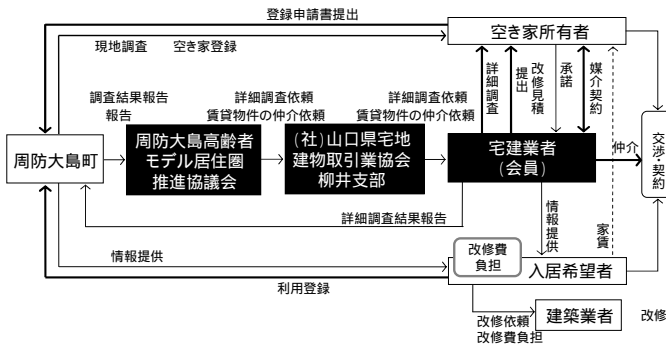 登録申請書提出
現地調査 空き家登録
空き家所有者
調査結果報告
報告
詳細調査依頼
賃貸物件の仲介依頼
詳細調査依頼
賃貸物件の仲介依頼
詳細調査
提出
改修見積
承諾
媒介契約
周防大島町
周防大島高齢者
モデル居住圏
推進協議会
(社)山口県宅地
建物取引業協会
柳井支部
宅建業者
(会員)
仲介
交渉・契約
詳細調査結果報告
情報提供
家賃
情報提供
改修費
負担
入居希望者
利用登録
改修依頼
改修費負担
建築業者
改修